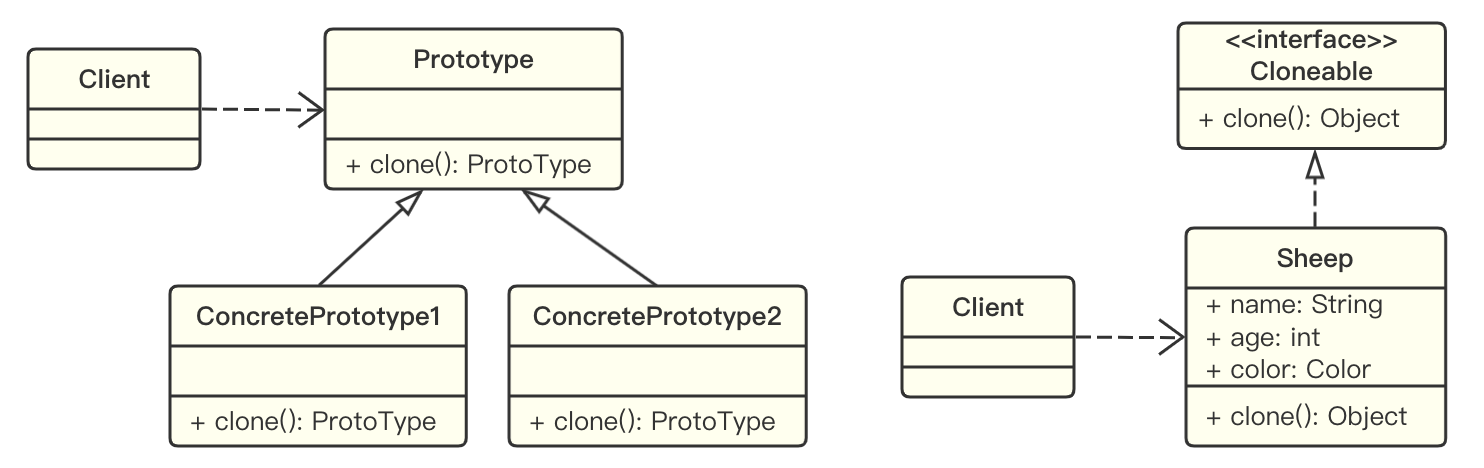 Client
Prototype
+ clone(): ProtoType
ConcretePrototype1
+ clone(): ProtoType
ConcretePrototype2
+ clone(): ProtoType
<<interface>>
Cloneable
+ clone(): Object
Client
Sheep
+ name: String
+ age: int
+ color: Color
+ clone(): Object